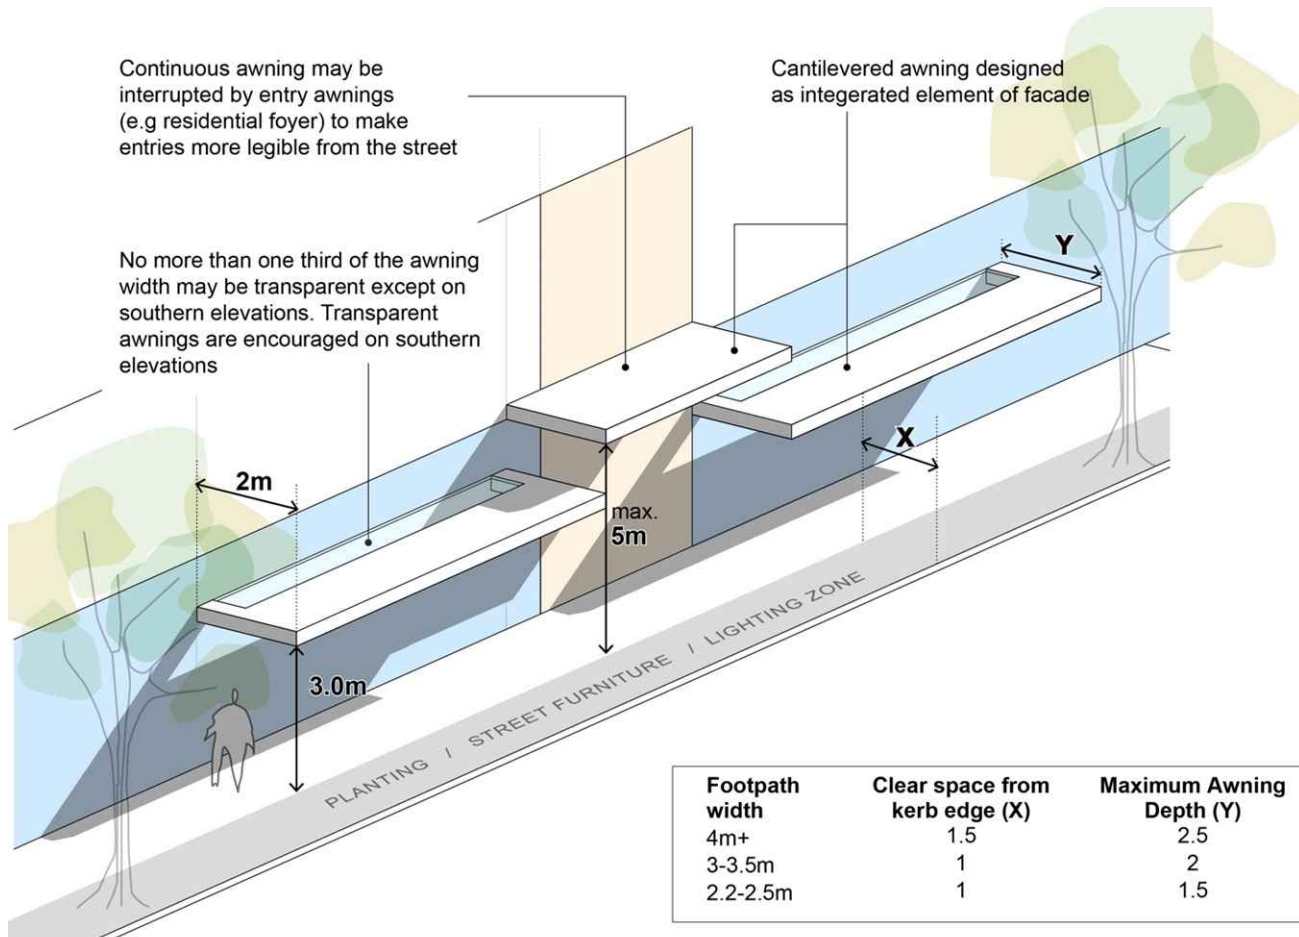 Continuous awning may be
interrupted by entry awnings
(e.g residential foyer) to make
entries more legible from the street
Cantilevered awning designed
as integerated element of facade
No more than one third of the awning
width may be transparent except on
southern elevations. Transparent
awnings are encouraged on southern
elevations
Y
X
2m
max.
5m
3.0m
PLANTING / STREET FURNITURE / LIGHTING ZONE
Footpath width Clear space from kerb edge (X) Maximum Awning Depth (Y)
4m+ 1.5 2.5
3-3.5m 1 2
2.2-2.5m 1 1.5